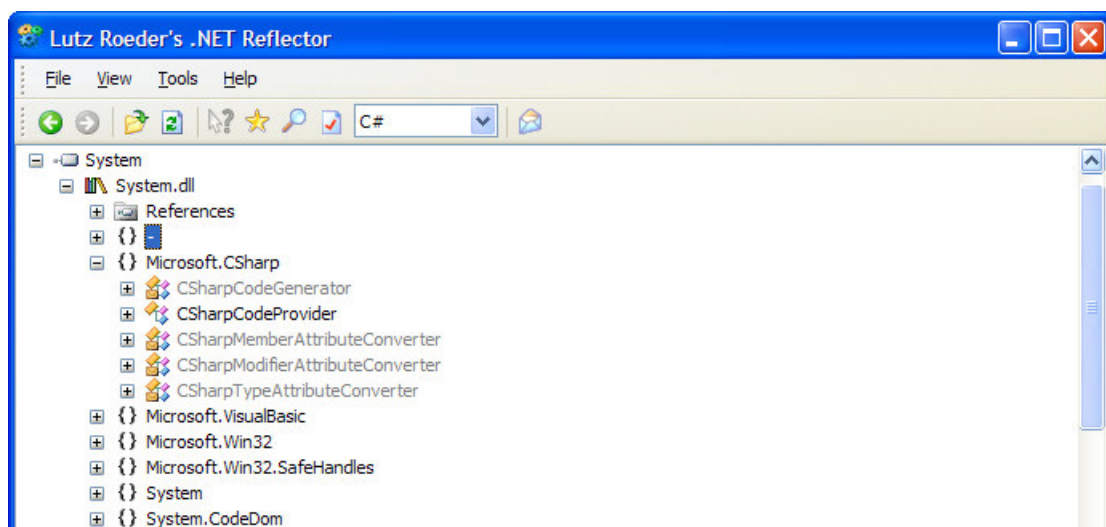 Lutz Roeder's .NET Reflector
File View Tools Help
C#
System
System.dll
References
{} -
{} Microsoft.CSharp
CSharpCodeGenerator
CSharpCodeProvider
CSharpMemberAttributeConverter
CSharpModifierAttributeConverter
CSharpTypeAttributeConverter
{} Microsoft.VisualBasic
{} Microsoft.Win32
{} Microsoft.Win32.SafeHandles
{} System
{} System.CodeDom